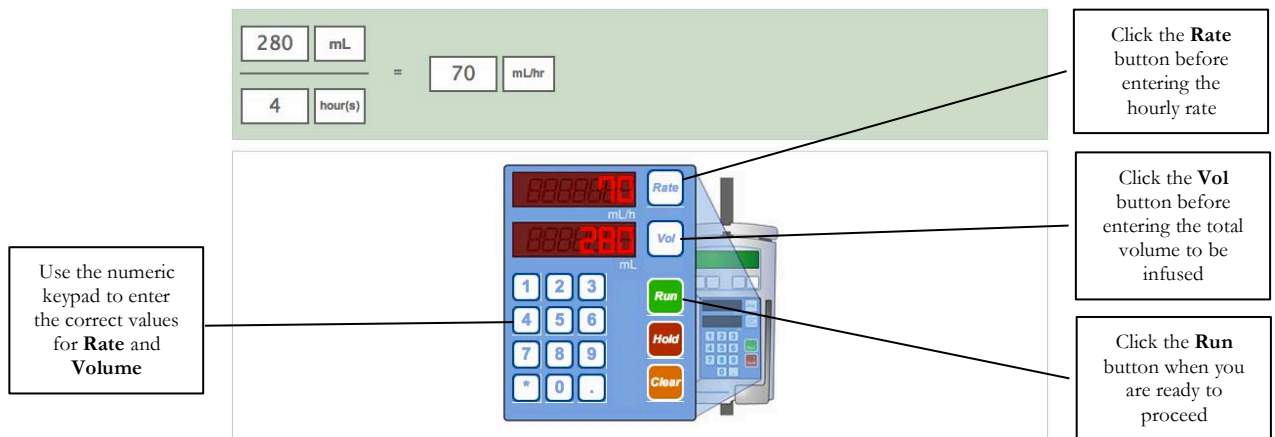 280 mL
4 hour(s)
= 70 mL/hr
Click the Rate
button before
entering the
hourly rate
70
Rate
mL/h
280
Vol
mL
Click the Vol
button before
entering the total
volume to be
infused
Use the numeric
keypad to enter
the correct values
for Rate and
Volume
1 2 3
4 5 6
7 8 9
* 0 .
Run
Hold
Clear
Click the Run
button when you
are ready to
proceed